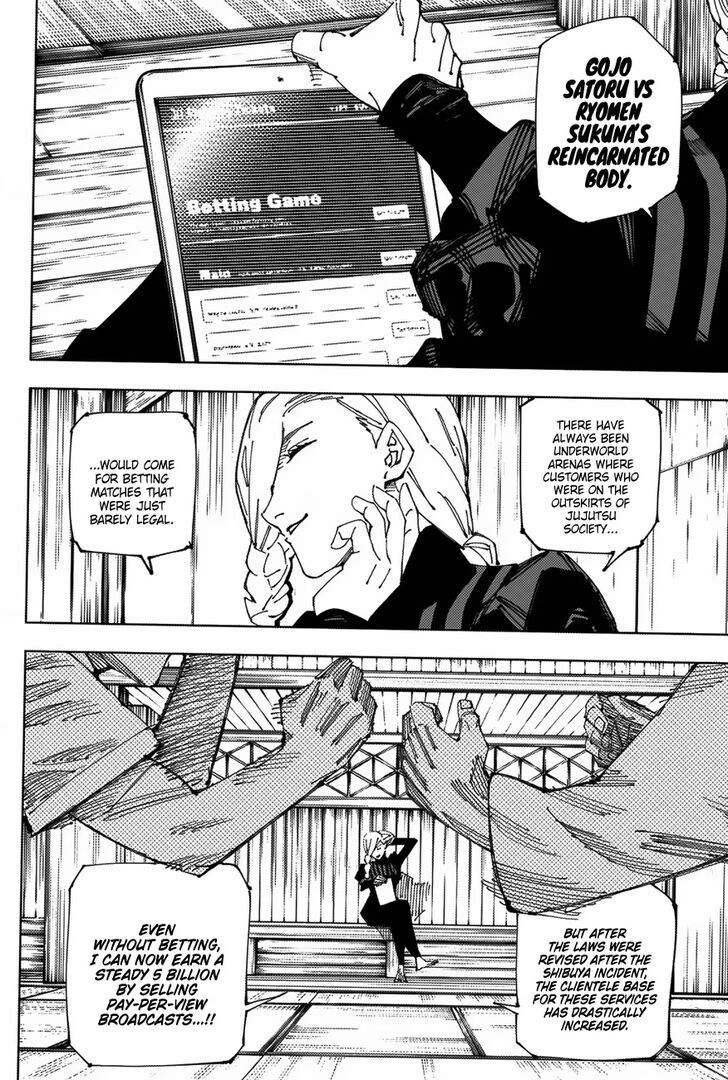 GOJO
SATORU VS
RYOMEN
SUKUNA'S
REINCARNATED
BODY.
Betting Game
Main
THERE HAVE
ALWAYS BEEN
UNDERWORLD
ARENAS WHERE
CUSTOMERS WHO
WERE ON THE
OUTSKIRTS OF
JUJUTSU
SOCIETY...
...WOULD COME
FOR BETTING
MATCHES THAT
WERE JUST
BARELY LEGAL.
BUT AFTER
THE LAWS WERE
REVISED AFTER THE
SHIBUYA INCIDENT,
THE CLIENTELE BASE
FOR THESE SERVICES
HAS DRASTICALLY
INCREASED.
EVEN
WITHOUT BETTING,
I CAN NOW EARN A
STEADY 5 BILLION
BY SELLING
PAY-PER-VIEW
BROADCASTS...!!